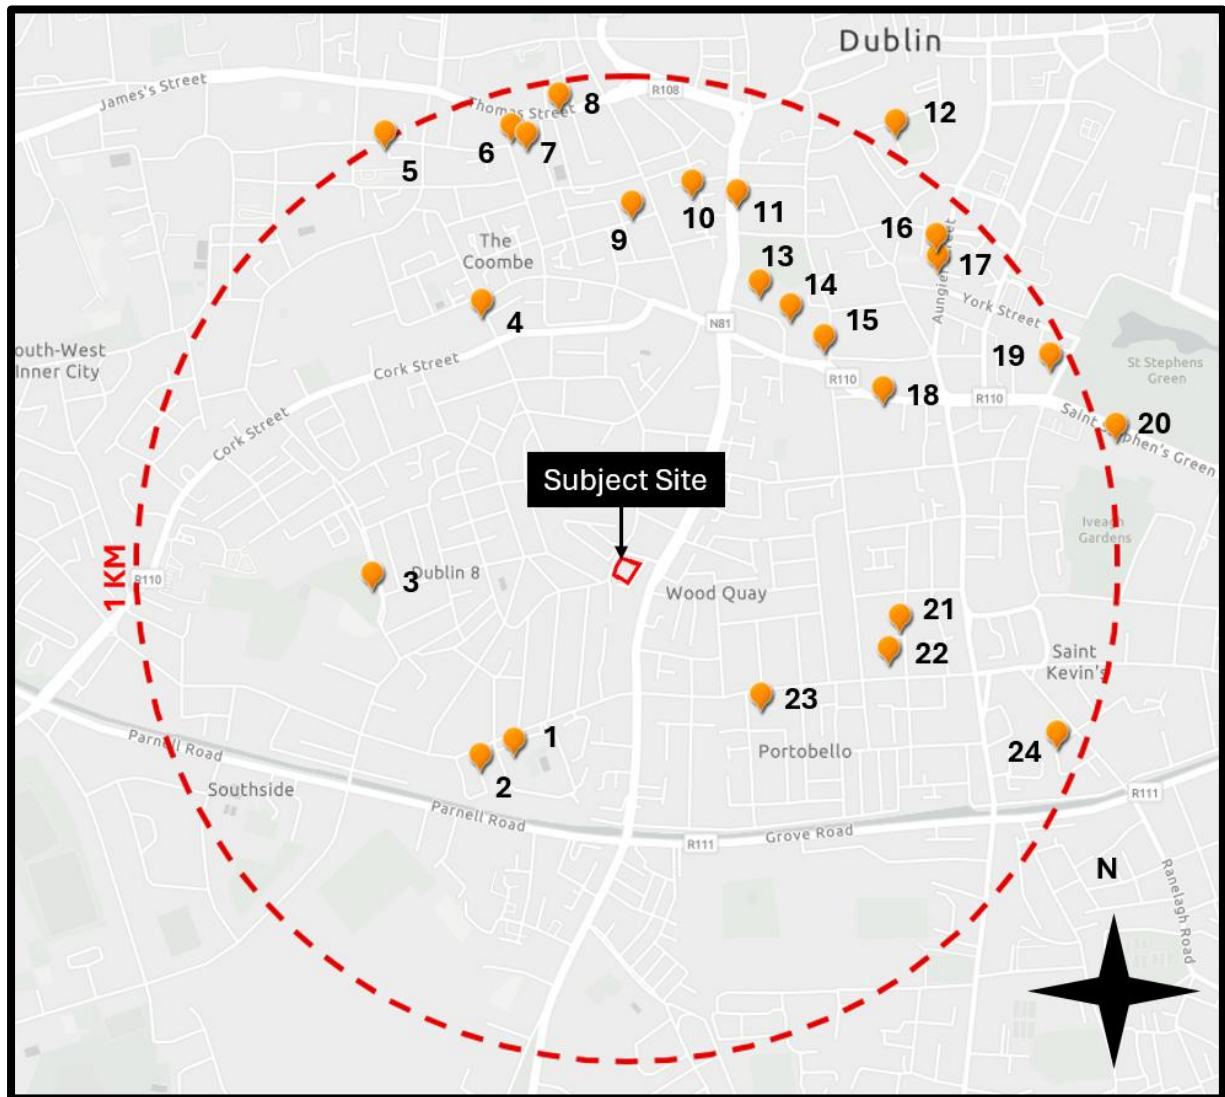 Dublin
James's Street
Thomas Street
R108
8
12
6
7
5
10
11
9
16
17
The
Coombe
13
14
Aungier Street
York Street
4
15
N81
outh-West
Inner City
Cork Street
19
St Stephens
Green
R110
18
R110
Saint Stephen's Green
20
Cork Street
Subject Site
Iveagh
Gardens
1 KM
R110
3
Dublin 8
Wood Quay
21
22
Saint
Kevin's
23
1
2
Portobello
24
Parnell Road
Southside
R111
Parnell Road
R111
Grove Road
N
Ranelagh Road